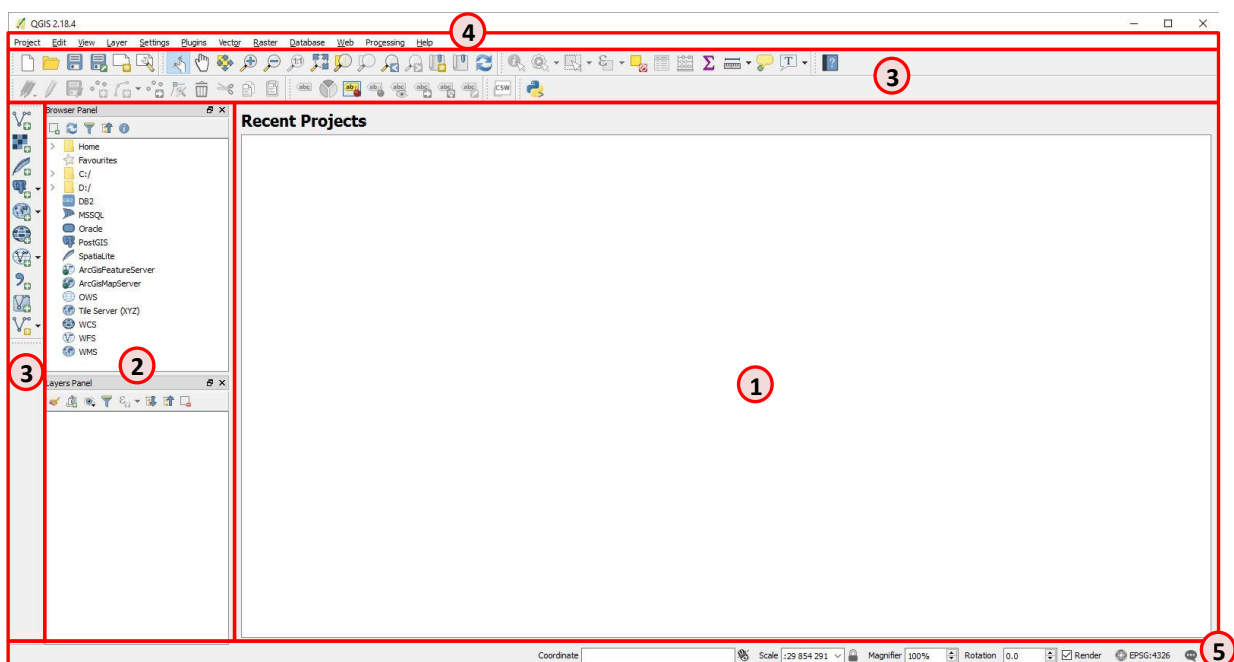 QGIS 2.18.4
4
Project Edit View Layer Settings Plugins Vector Raster Database Web Processing Help
3
CSW
Browser Panel
Home
Favourites
C:/
D:/
DB2
MSSQL
Oracle
PostGIS
SpatiaLite
ArcGisFeatureServer
ArcGisMapServer
OWS
Tile Server (XYZ)
WCS
WFS
WMS
2
3
Layers Panel
Recent Projects
1
Coordinate Scale :29 854 291 Magnifier 100% Rotation 0.0 Render EPSG:4326
5